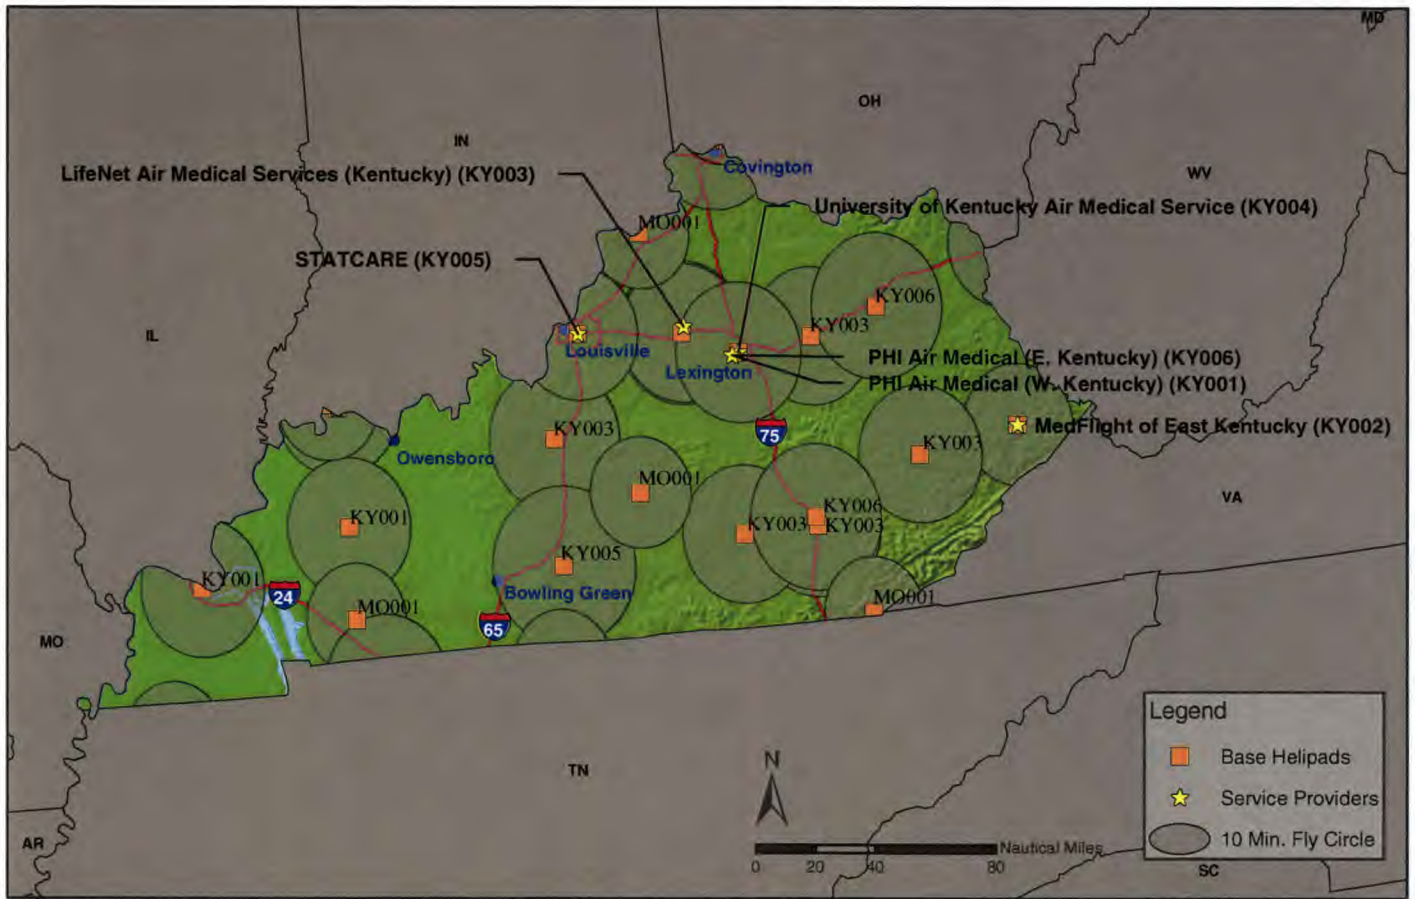 MD
OH
IN
Covington
LifeNet Air Medical Services (Kentucky) (KY003)
WV
University of Kentucky Air Medical Service (KY004)
MO001
STATCARE (KY005)
KY006
KY003
IL
Louisville
PHI Air Medical (E. Kentucky) (KY006)
Lexington
PHI Air Medical (W. Kentucky) (KY001)
KY003
75
MedFlight of East Kentucky (KY002)
KY003
Owensboro
MO001
VA
KY001
KY006
KY003
KY003
KY005
KY001
Bowling Green
24
MO001
MO001
65
MO
Legend
N
Base Helipads
TN
Service Providers
10 Min. Fly Circle
Nautical Miles
0 20 40 80
AR
SC